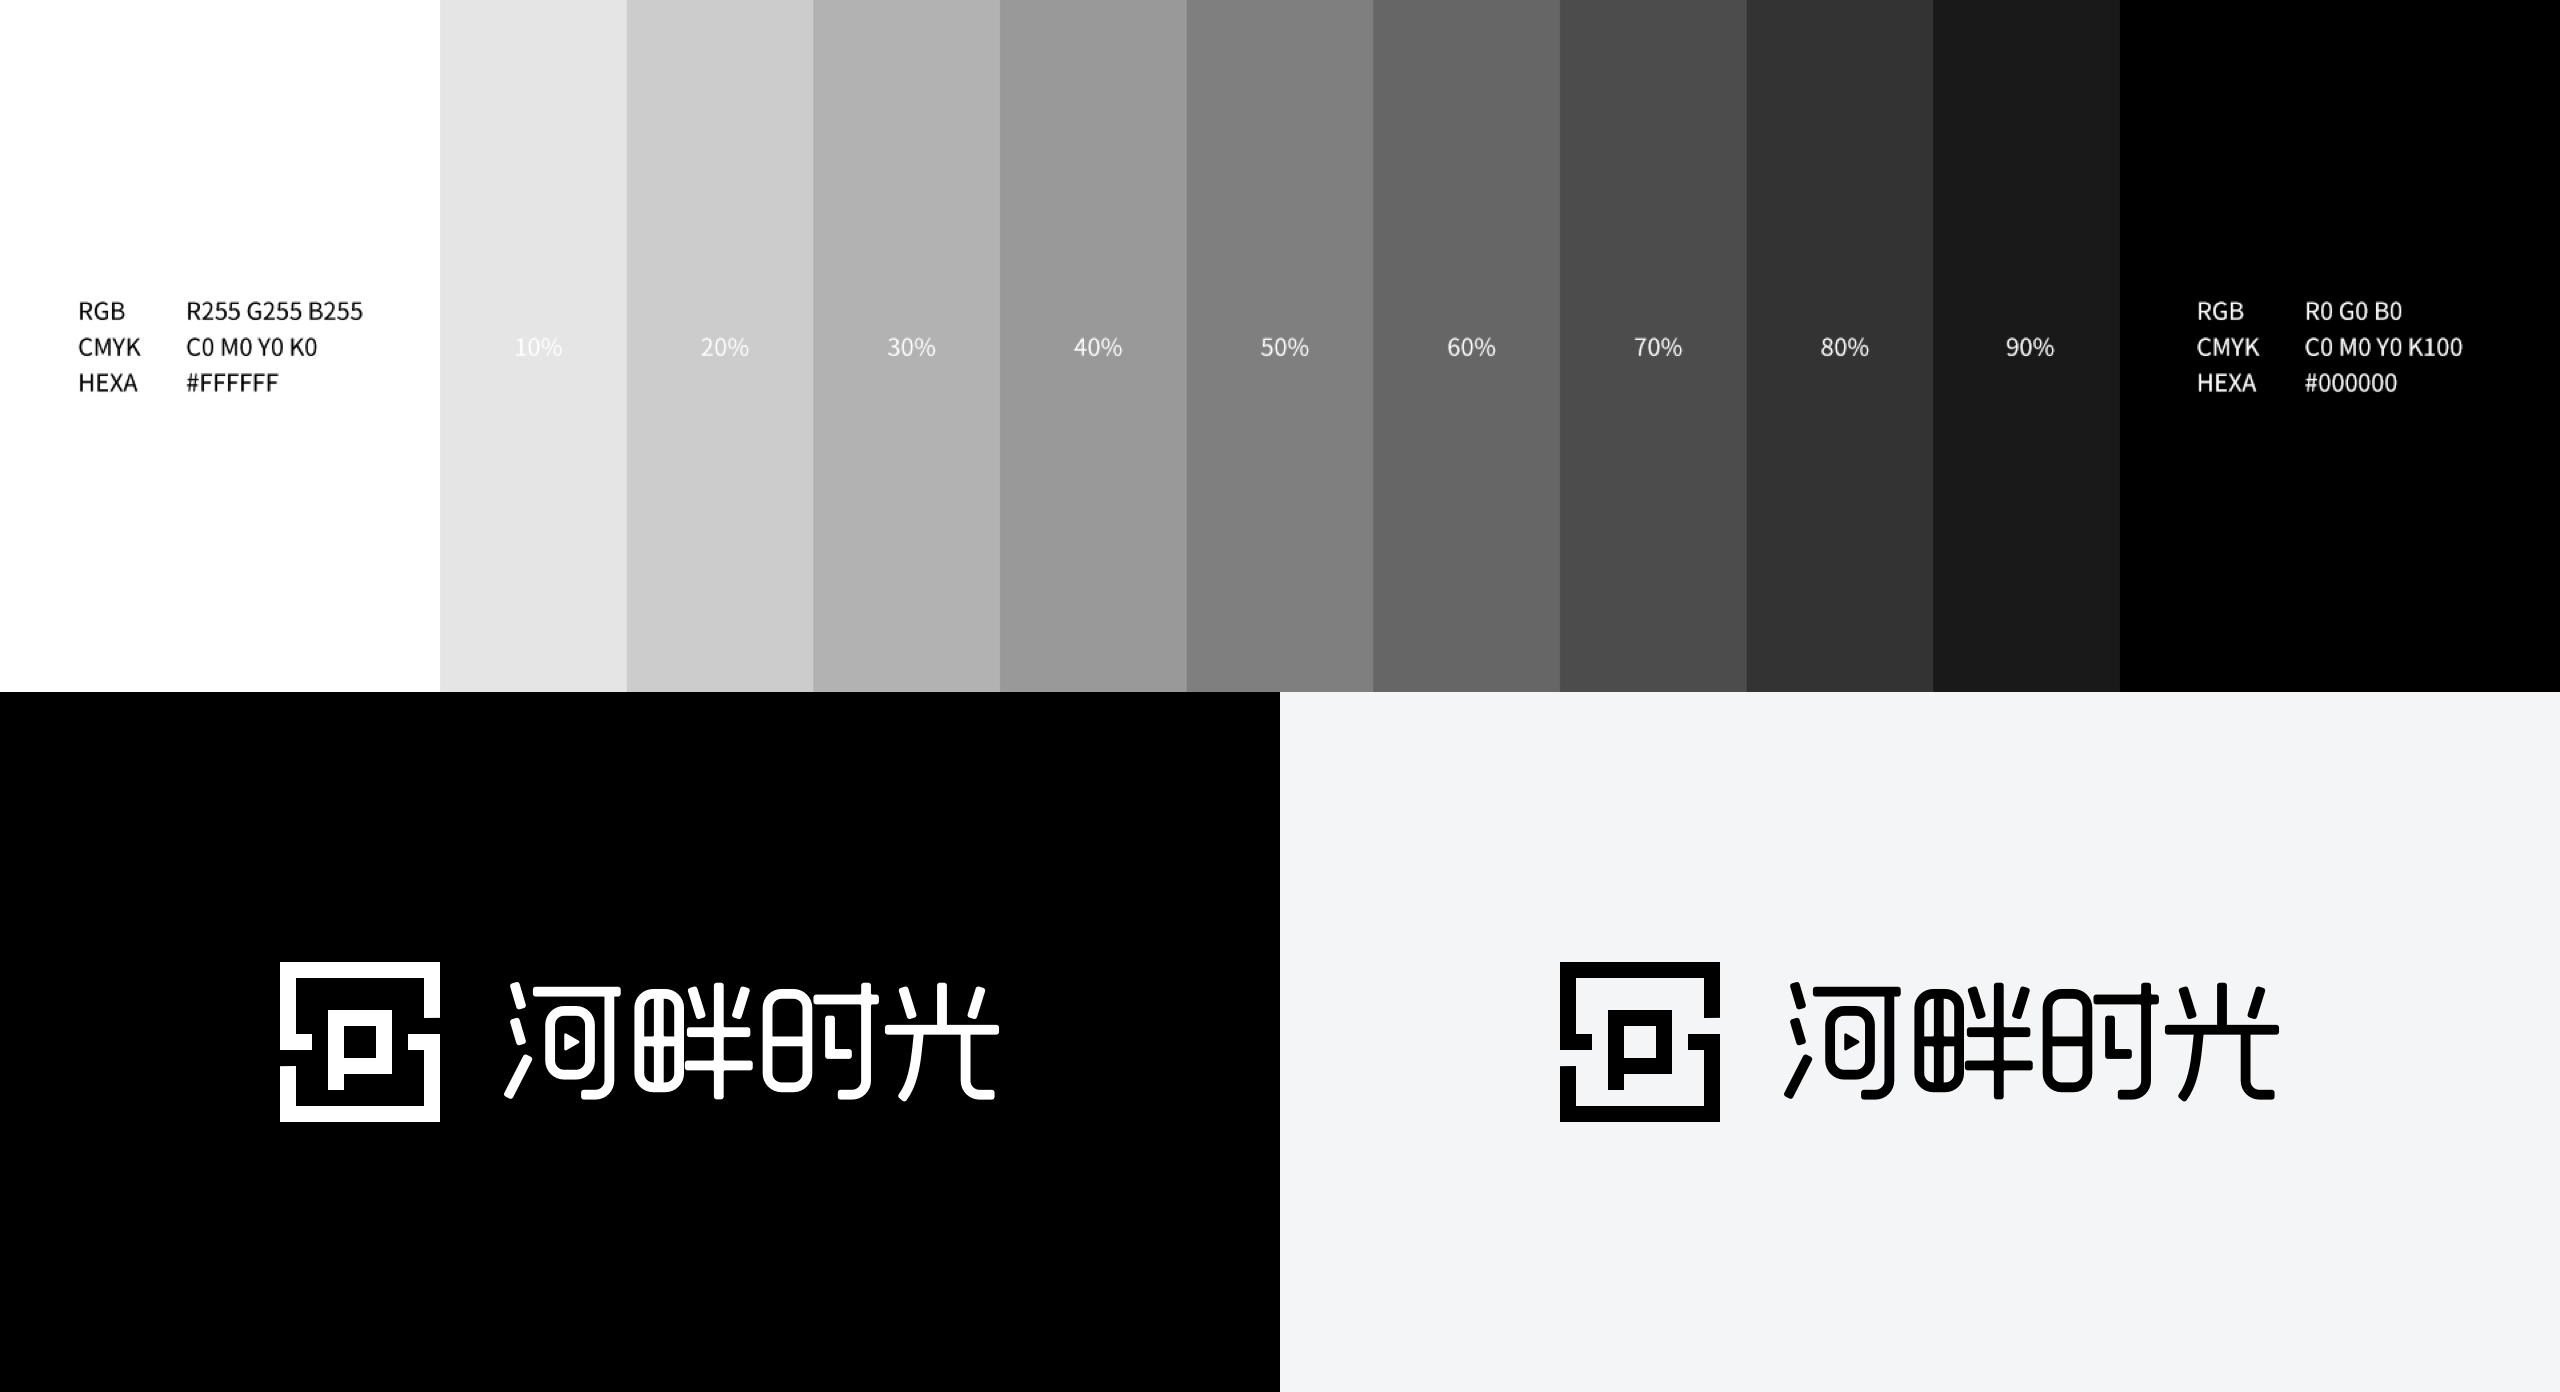 RGB R255 G255 B255
CMYK C0 M0 Y0 K0
HEXA #FFFFFF
10% 20% 30% 40% 50% 60% 70% 80% 90%
RGB R0 G0 B0
CMYK C0 M0 Y0 K100
HEXA #000000
河畔时光
河畔时光